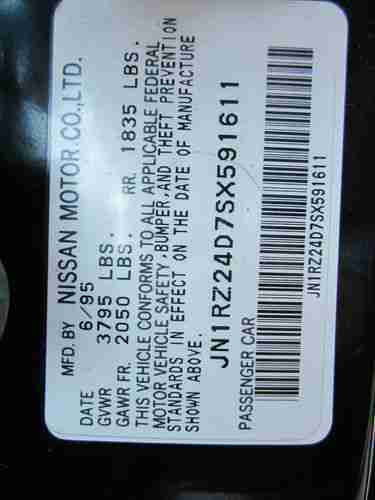 MFD. BY NISSAN MOTOR.CO.,LTD.
DATE 6/95
GVWR 3795 LBS.
GAWR FR. 2050 LBS. RR. 1835 LBS.
THIS VEHICLE CONFORMS TO ALL APPLICABLE FEDERAL
MOTOR VEHICLE SAFETY,BUMPER,AND THEFT PREVENTION
STANDARDS IN EFFECT ON THE DATE OF MANUFACTURE
SHOWN ABOVE.
JN1RZ24D7SX591611
PASSENGER CAR
JN1RZ24D7SX591611